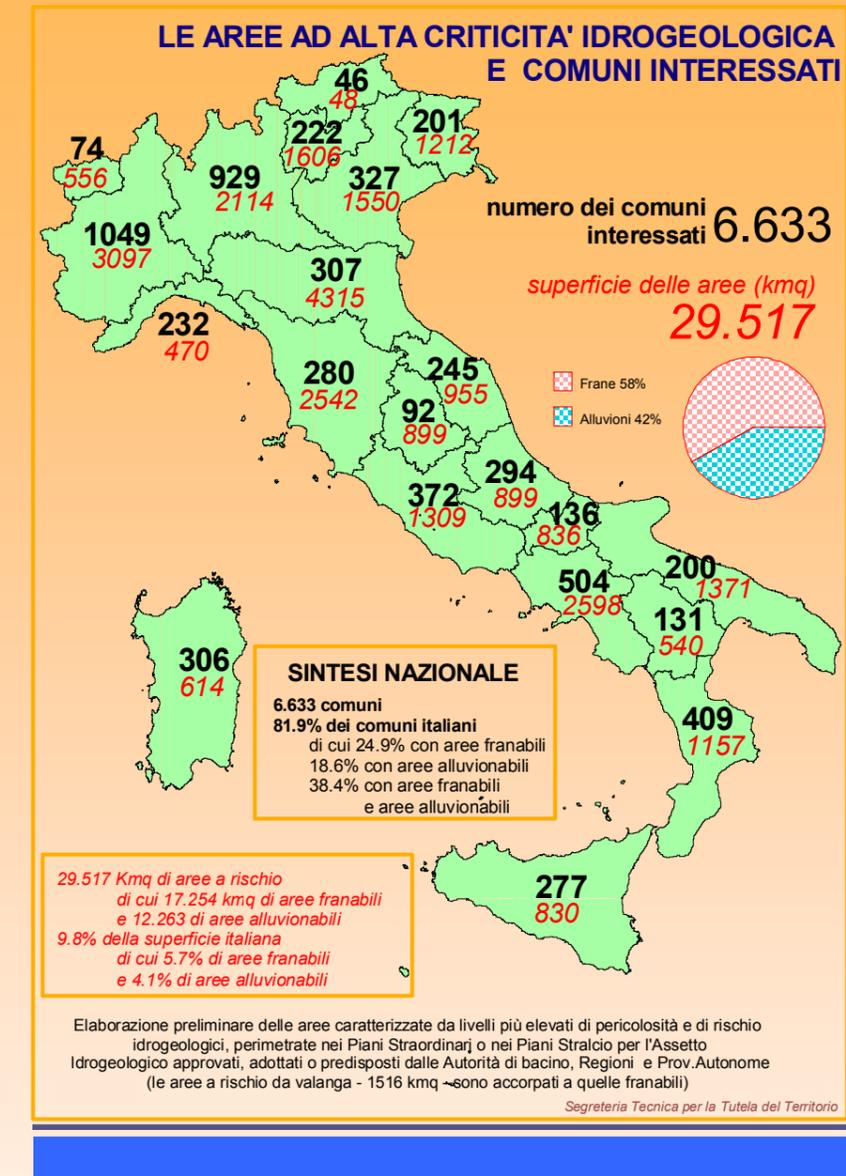 LE AREE AD ALTA CRITICITA' IDROGEOLOGICA
E COMUNI INTERESSATI
46
48
222
1606
201
1212
74
556
929
2114
327
1550
numero dei comuni
interessati 6.633
1049
3097
307
4315
superficie delle aree (kmq)
29.517
232
470
280
2542
245
955
92
899
Frane 58%
Alluvioni 42%
294
899
372
1309
136
836
200
1371
504
2598
131
540
306
614
409
1157
SINTESI NAZIONALE
6.633 comuni
81.9% dei comuni italiani
di cui 24.9% con aree franabili
18.6% con aree alluvionabili
38.4% con aree franabili
e aree alluvionabili
277
830
29.517 Kmq di aree a rischio
di cui 17.254 kmq di aree franabili
e 12.263 di aree alluvionabili
9.8% della superficie italiana
di cui 5.7% di aree franabili
e 4.1% di aree alluvionabili
Elaborazione preliminare delle aree caratterizzate da livelli più elevati di pericolosità e di rischio
idrogeologici, perimetrate nei Piani Straordinari o nei Piani Stralcio per l'Assetto
Idrogeologico approvati, adottati o predisposti dalle Autorità di bacino, Regioni e Prov.Autonome
(le aree a rischio da valanga - 1516 kmq - sono accorpati a quelle franabili)
Segreteria Tecnica per la Tutela del Territorio